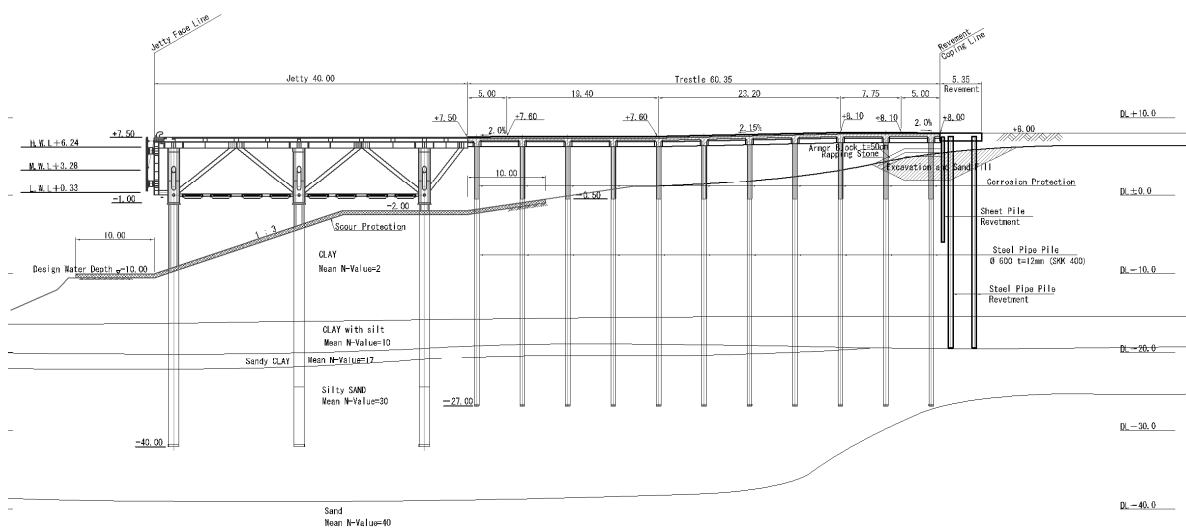 Jetty Face Line
Revement
Coping Line
Jetty 40.00
Trestle 60.35
5.35
Revement
5.00
19.40
23.20
7.75
5.00
DL+10.0
+7.50
H.W.L+6.24
M.W.L+3.28
L.W.L+0.33
-1.00
+7.50
2.0%
+7.60
+7.60
2.15%
+8.10
+8.10
2.0%
+8.00
+6.00
Armor Block t=50cm
Rapping Stone
Excavation and Sand Fill
10.00
Corrosion Protection
DL±0.0
-0.50
-2.00
Scour Protection
1 : 3
10.00
Sheet Pile
Revetment
CLAY
Mean N-Value=2
Steel Pipe Pile
Ø 600 t=12mm (SKK 400)
Design Water Depth -10.00
DL-10.0
Steel Pipe Pile
Revetment
CLAY with silt
Mean N-Value=10
DL-20.0
Sandy CLAY
Mean N-Value=17
Silty SAND
Mean N-Value=30
-27.00
DL-30.0
-40.00
Sand
Mean N-Value=40
DL-40.0